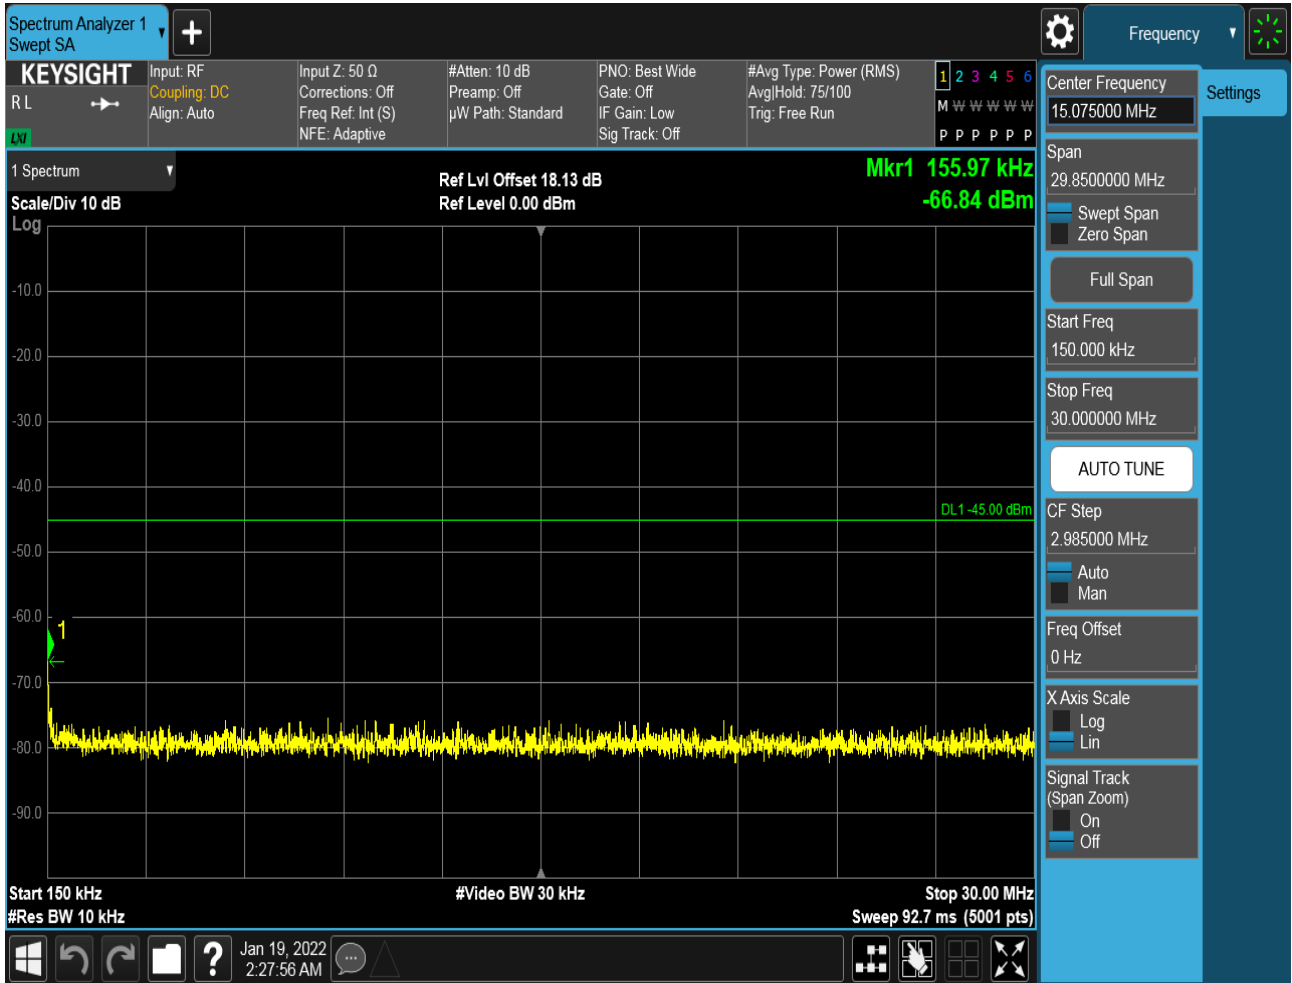 Spectrum Analyzer 1
Swept SA
Frequency
KEYSIGHT
R L
LXI
Input: RF
Coupling: DC
Align: Auto
Input Z: 50 Ω
Corrections: Off
Freq Ref: Int (S)
NFE: Adaptive
#Atten: 10 dB
Preamp: Off
µW Path: Standard
PNO: Best Wide
Gate: Off
IF Gain: Low
Sig Track: Off
#Avg Type: Power (RMS)
Avg|Hold: 75/100
Trig: Free Run
1 2 3 4 5 6
M W W W W W
P P P P P P
1 Spectrum
Scale/Div 10 dB
Log
Ref Lvl Offset 18.13 dB
Ref Level 0.00 dBm
Mkr1 155.97 kHz
-66.84 dBm
-10.0
-20.0
-30.0
-40.0
DL1 -45.00 dBm
-50.0
-60.0
1
-70.0
-80.0
-90.0
Start 150 kHz
#Res BW 10 kHz
#Video BW 30 kHz
Stop 30.00 MHz
Sweep 92.7 ms (5001 pts)
Center Frequency
15.075000 MHz
Settings
Span
29.8500000 MHz
Swept Span
Zero Span
Full Span
Start Freq
150.000 kHz
Stop Freq
30.000000 MHz
AUTO TUNE
CF Step
2.985000 MHz
Auto
Man
Freq Offset
0 Hz
X Axis Scale
Log
Lin
Signal Track
(Span Zoom)
On
Off
?
Jan 19, 2022
2:27:56 AM